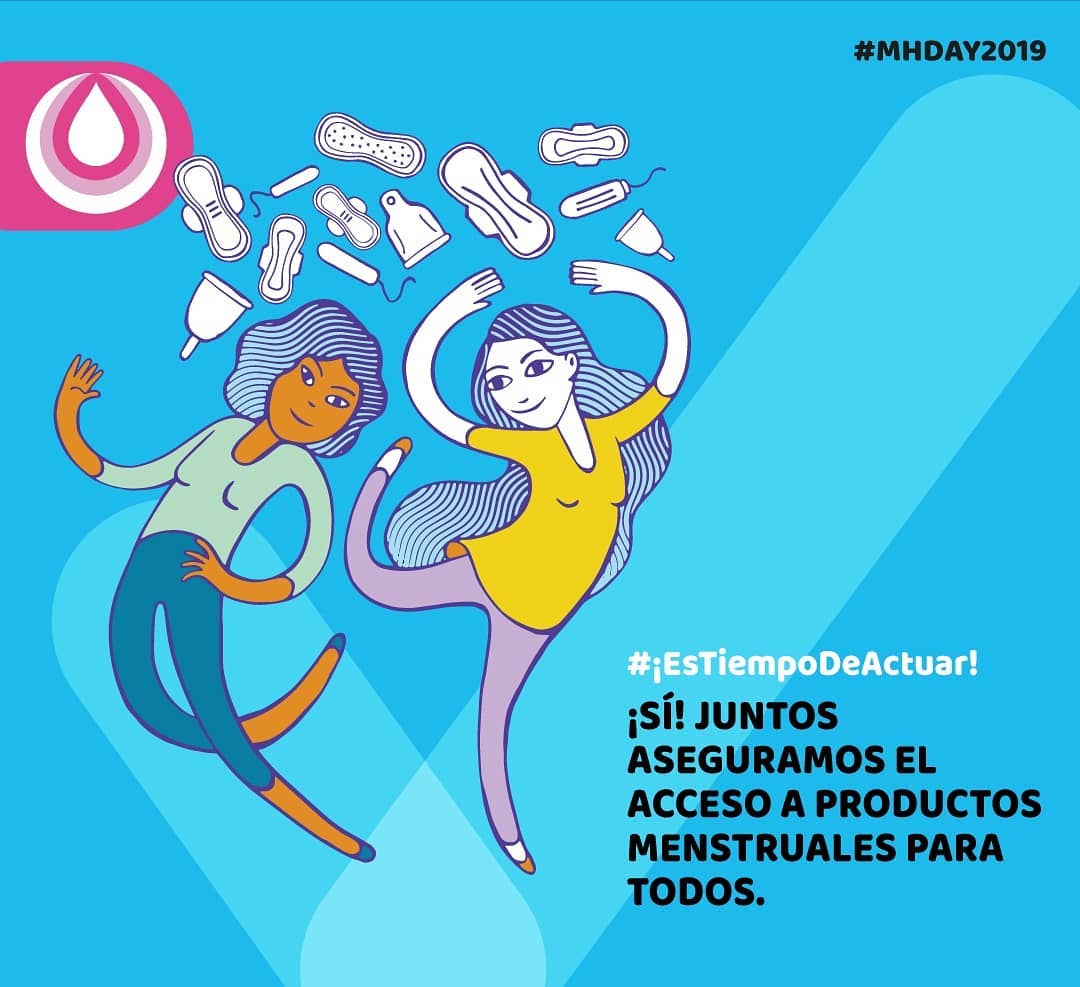 #MHDAY2019
#¡EsTiempoDeActuar!
¡SÍ! JUNTOS
ASEGURAMOS EL
ACCESO A PRODUCTOS
MENSTRUALES PARA
TODOS.